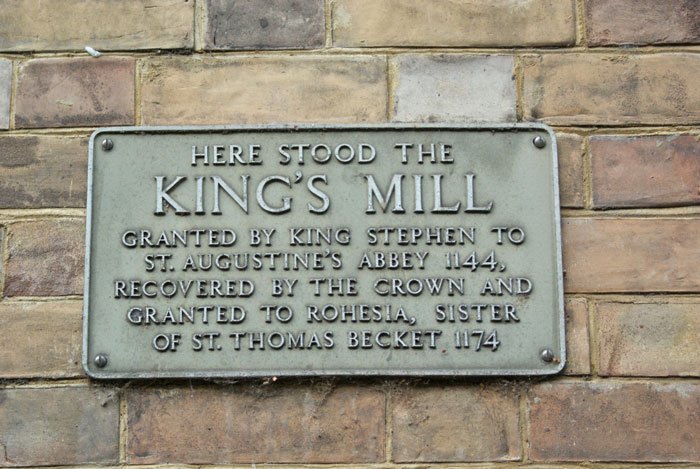 HERE STOOD THE
KING'S MILL
GRANTED BY KING STEPHEN TO
ST. AUGUSTINE'S ABBEY 1144,
RECOVERED BY THE CROWN AND
GRANTED TO ROHESIA, SISTER
OF ST. THOMAS BECKET 1174